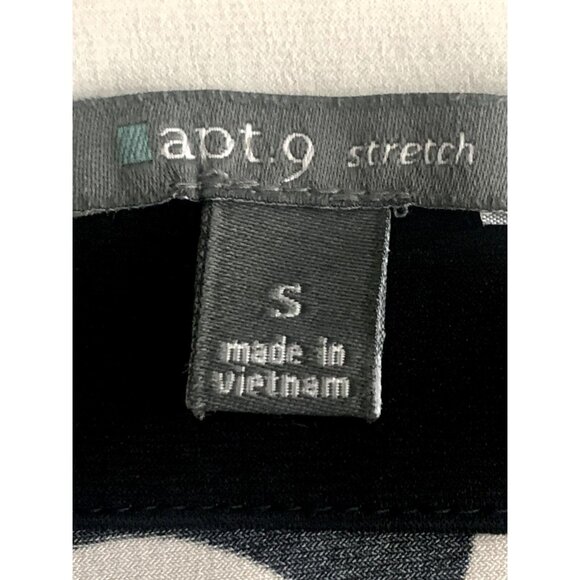 apt.9 stretch
S
made in
vietnam